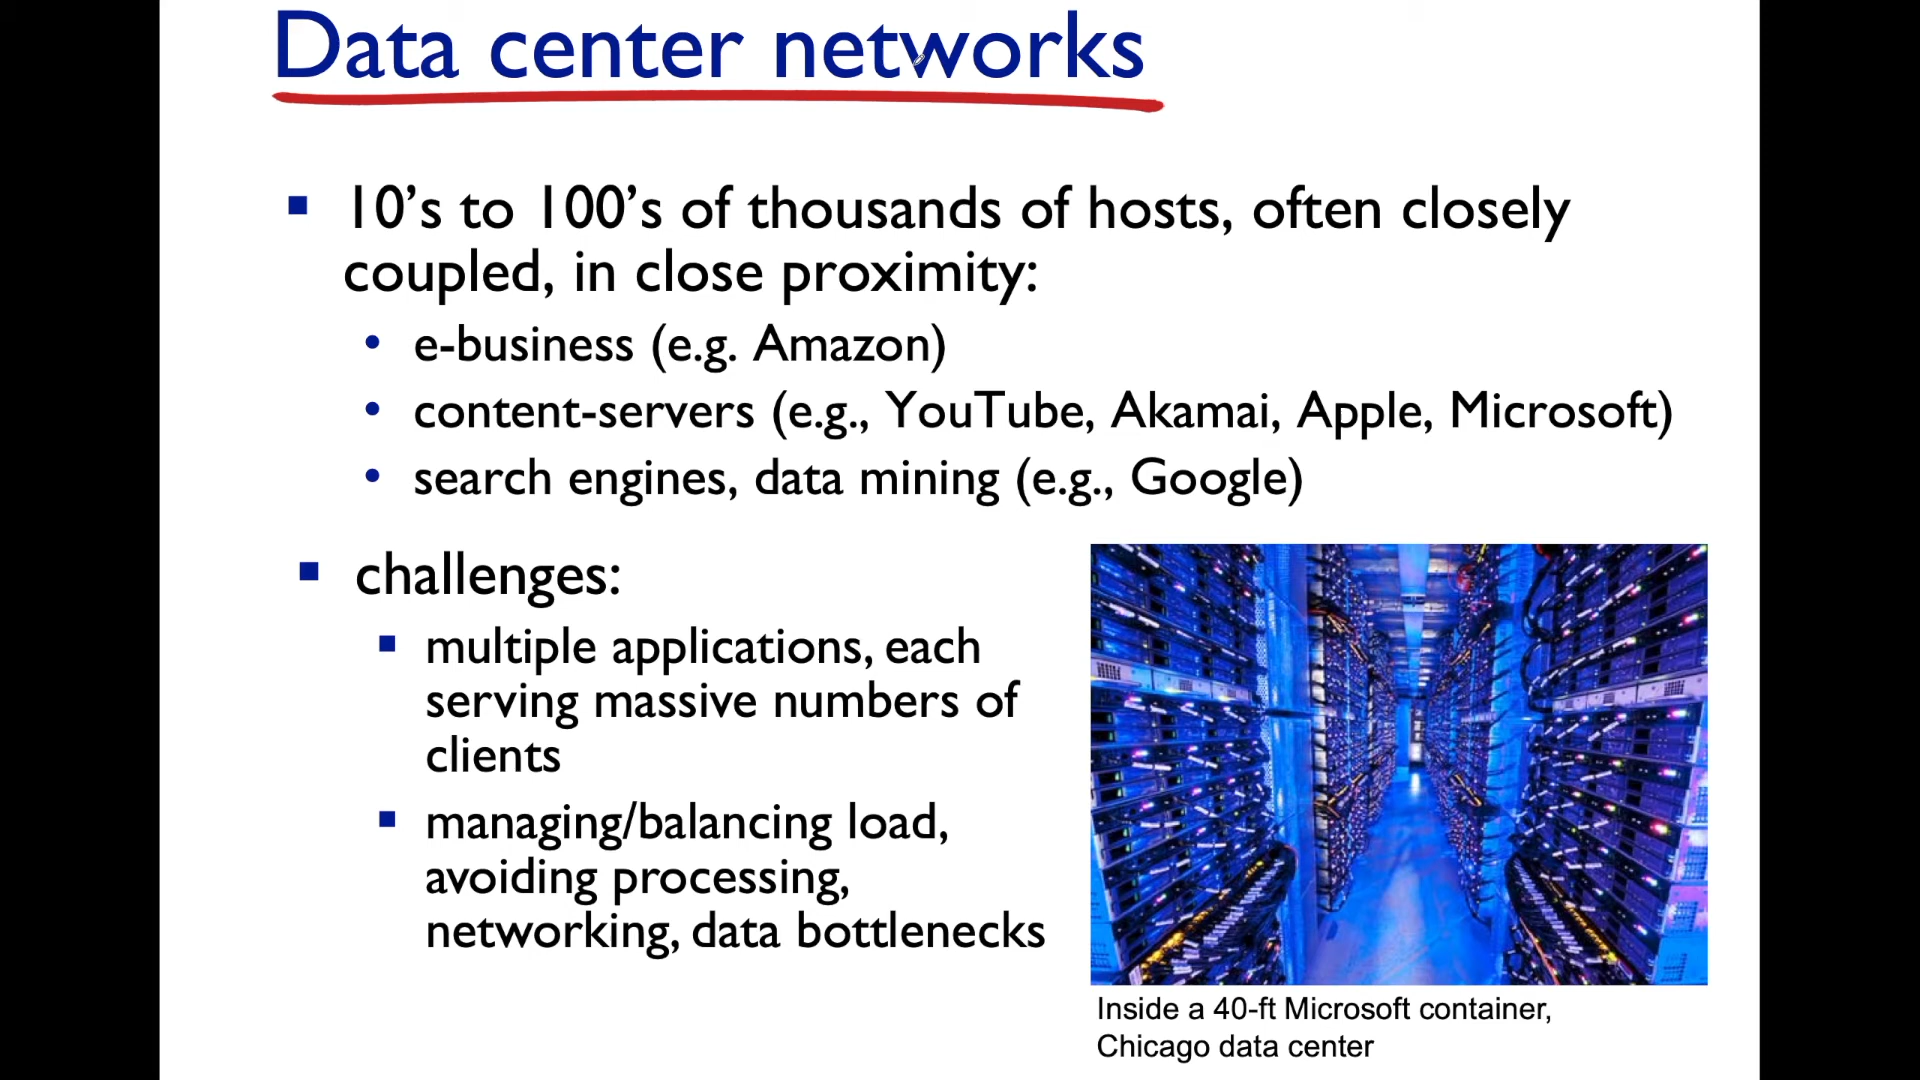 Data center networks
10’s to 100’s of thousands of hosts, often closely
coupled, in close proximity:
e-business (e.g. Amazon)
content-servers (e.g., YouTube, Akamai, Apple, Microsoft)
search engines, data mining (e.g., Google)
challenges:
multiple applications, each
serving massive numbers of
clients
managing/balancing load,
avoiding processing,
networking, data bottlenecks
Inside a 40-ft Microsoft container,
Chicago data center